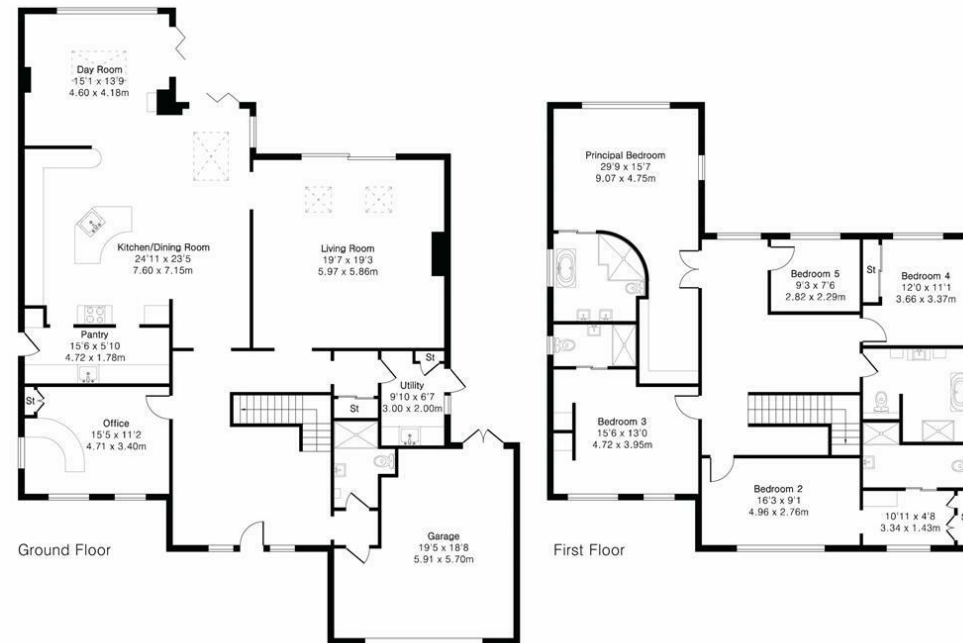 Day Room
15'1 x 13'9
4.60 x 4.18m
Kitchen/Dining Room
24'11 x 23'5
7.60 x 7.15m
Living Room
19'7 x 19'3
5.97 x 5.86m
Pantry
15'6 x 5'10
4.72 x 1.78m
St
Utility
9'10 x 6'7
3.00 x 2.00m
St
St
Office
15'5 x 11'2
4.71 x 3.40m
Garage
19'5 x 18'8
5.91 x 5.70m
Ground Floor
Principal Bedroom
29'9 x 15'7
9.07 x 4.75m
Bedroom 5
9'3 x 7'6
2.82 x 2.29m
St
Bedroom 4
12'0 x 11'1
3.66 x 3.37m
Bedroom 3
15'6 x 13'0
4.72 x 3.95m
Bedroom 2
16'3 x 9'1
4.96 x 2.76m
10'11 x 4'8
3.34 x 1.43m
First Floor